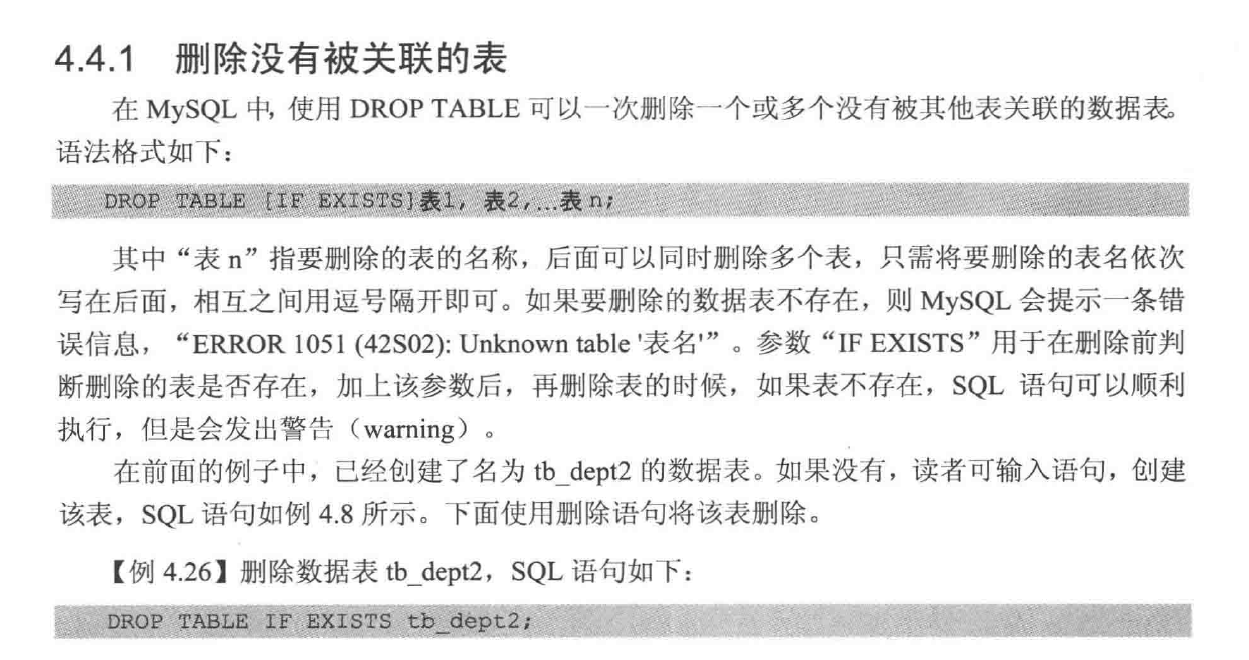 4.4.1 删除没有被关联的表
在 MySQL 中, 使用 DROP TABLE 可以一次删除一个或多个没有被其他表关联的数据表。
语法格式如下：
DROP TABLE [IF EXISTS]表1, 表2,...表n;
其中“表 n”指要删除的表的名称，后面可以同时删除多个表，只需将要删除的表名依次
写在后面，相互之间用逗号隔开即可。如果要删除的数据表不存在，则 MySQL 会提示一条错
误信息，“ERROR 1051 (42S02): Unknown table '表名'”。参数“IF EXISTS”用于在删除前判
断删除的表是否存在，加上该参数后，再删除表的时候，如果表不存在，SQL 语句可以顺利
执行，但是会发出警告（warning）。
在前面的例子中，已经创建了名为 tb_dept2 的数据表。如果没有，读者可输入语句，创建
该表，SQL 语句如例 4.8 所示。下面使用删除语句将该表删除。
【例 4.26】删除数据表 tb_dept2，SQL 语句如下：
DROP TABLE IF EXISTS tb_dept2;